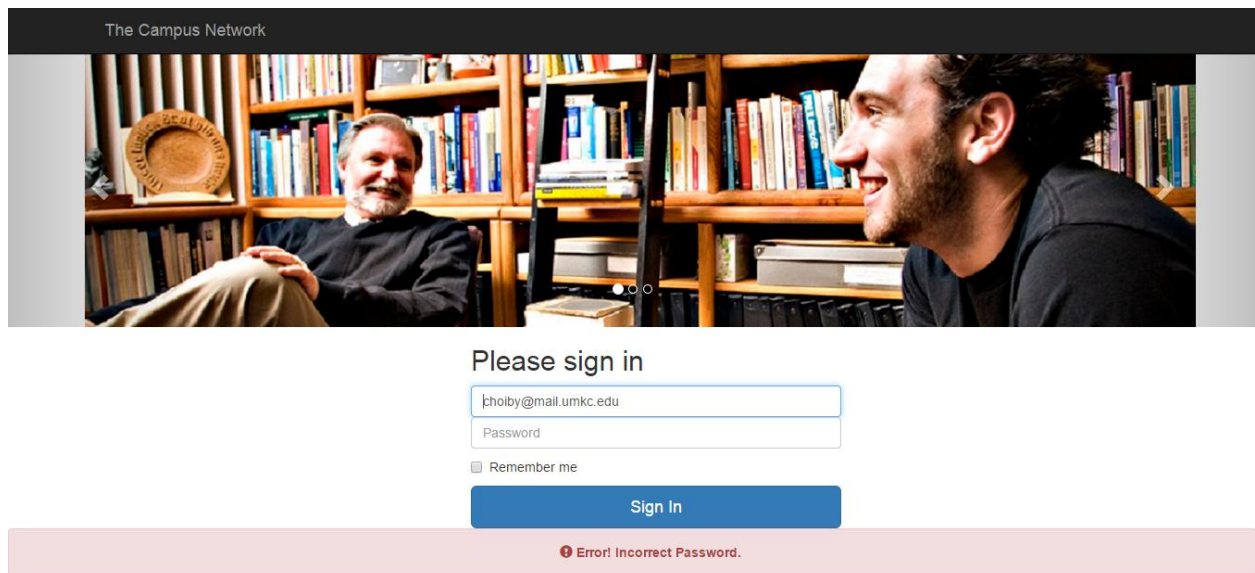 The Campus Network
Please sign in
choiby@mail.umkc.edu
Password
Remember me
Sign In
Error! Incorrect Password.